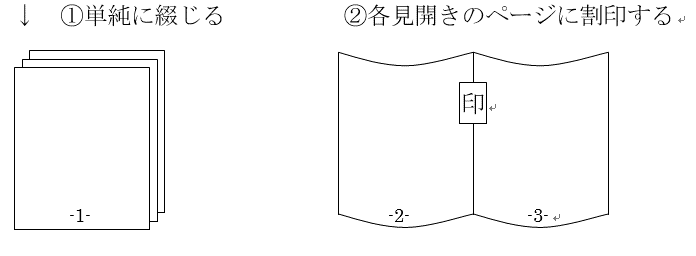 ↓ ①単純に綴じる
②各見開きのページに割印する
印
-1-
-2-
-3-